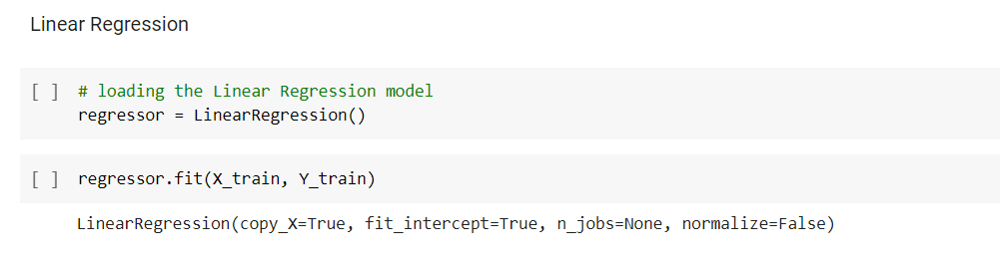 Linear Regression
[ ] # loading the Linear Regression model
regressor = LinearRegression()
[ ] regressor.fit(X_train, Y_train)
LinearRegression(copy_X=True, fit_intercept=True, n_jobs=None, normalize=False)